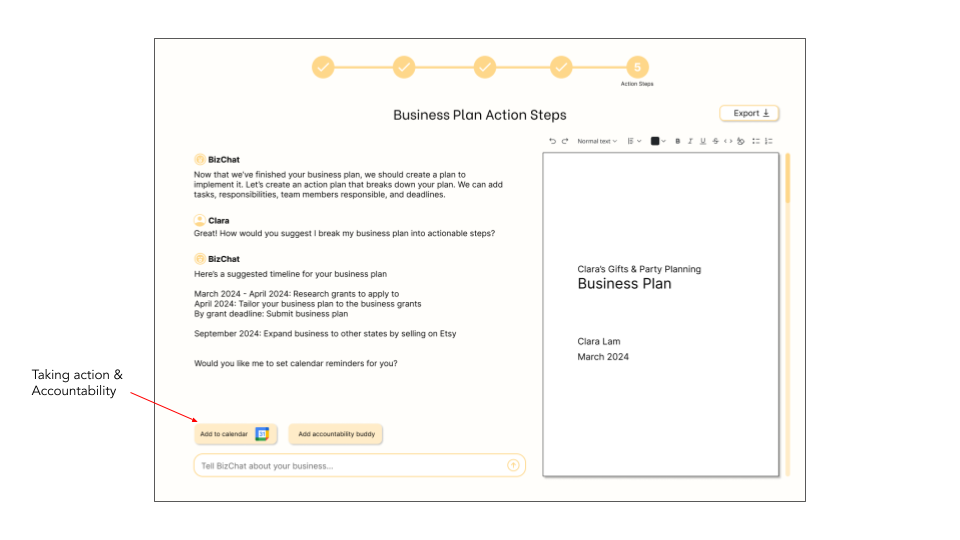 5
Action Steps
Business Plan Action Steps
Export
Normal text
B I U S
BizChat
Now that we've finished your business plan, we should create a plan to
implement it. Let's create an action plan that breaks down your plan. We can add
tasks, responsibilities, team members responsible, and deadlines.
Clara
Great! How would you suggest I break my business plan into actionable steps?
BizChat
Here's a suggested timeline for your business plan
March 2024 - April 2024: Research grants to apply to
April 2024: Tailor your business plan to the business grants
By grant deadline: Submit business plan
September 2024: Expand business to other states by selling on Etsy
Would you like me to set calendar reminders for you?
Taking action &
Accountability
Add to calendar
31
Add accountability buddy
Tell BizChat about your business...
Clara's Gifts & Party Planning
Business Plan
Clara Lam
March 2024